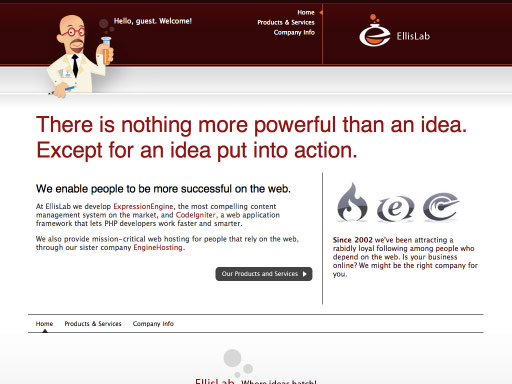 Hello, guest. Welcome!
Home
Products & Services
Company Info
EllisLab
There is nothing more powerful than an idea.
Except for an idea put into action.
We enable people to be more successful on the web.
At EllisLab we develop ExpressionEngine, the most compelling content
management system on the market, and CodeIgniter, a web application
framework that lets PHP developers work faster and smarter.
We also provide mission-critical web hosting for people that rely on the web,
through our sister company EngineHosting.
Our Products and Services
Since 2002 we've been attracting a
rabidly loyal following among people who
depend on the web. Is your business
online? We might be the right company for
you.
Home Products & Services Company Info
EllisLab Where ideas hatch!